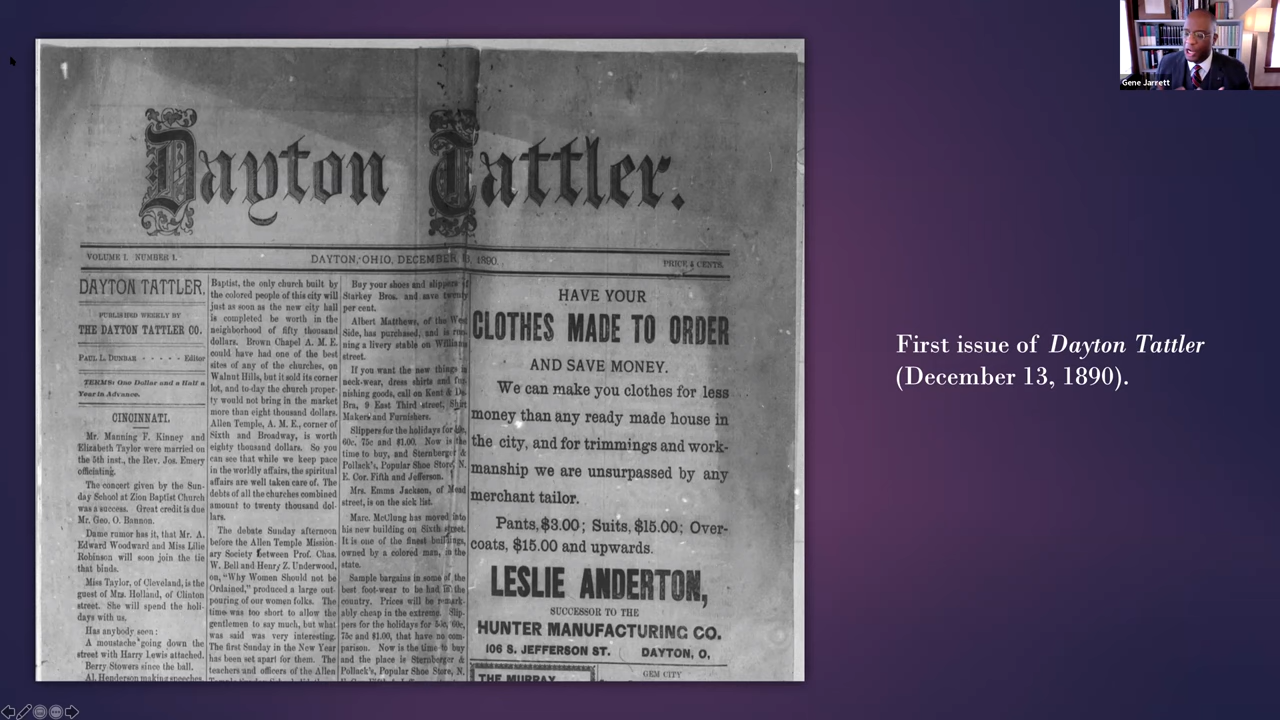 Gene Jarrett
Dayton Tattler.
VOLUME I. NUMBER 1.
DAYTON, OHIO, DECEMBER 13, 1890.
PRICE 5 CENTS.
DAYTON TATTLER,
PUBLISHED WEEKLY BY
THE DAYTON TATTLER CO.
PAUL L. DUNBAR - - - - - Editor
TERMS: One Dollar and a Half a
Year in Advance.
CINCINNATI.
Mr. Manning F. Kinney and
Elizabeth Taylor were married on
the 5th inst., the Rev. Jos. Emery
officiating.
The concert given by the Sun-
day School at Zion Baptist Church
was a success. Great credit is due
Mr. Geo. O. Bannon.
Dame rumor has it, that Mr. A.
Edward Woodward and Miss Lilie
Robinson will soon join the tie
that binds.
Miss Taylor, of Cleveland, is the
guest of Mrs. Holland, of Clinton
street. She will spend the holi-
days with us.
Has anybody seen:
A moustache going down the
street with Harry Lewis attached.
Berry Stowers since the ball.
Al. Henderson making speeches.
Baptist, the only church built by
the colored people of this city will
just as soon as the new city hall
is completed be worth in the
neighborhood of fifty thousand
dollars. Brown Chapel A. M. E.
could have had one of the best
sites of any of the churches, on
Walnut Hills, but it sold its corner
lot, and to-day the church proper-
ty would not bring in the market
more than eight thousand dollars.
Allen Temple, A. M. E., corner of
Sixth and Broadway, is worth
eighty thousand dollars. So you
can see that while we keep pace
in the worldly affairs, the spiritual
affairs are well taken care of. The
debts of all the churches combined
amount to twenty thousand dol-
lars.
The debate Sunday afternoon
before the Allen Temple Mission-
ary Society between Prof. Chas.
W. Bell and Henry Z. Underwood,
on, "Why Women Should not be
Ordained," produced a large out-
pouring of our women folks. The
time was too short to allow the
gentlemen to say much, but what
was said was very interesting.
The first Sunday in the New Year
has been set apart for them. The
teachers and officers of the Allen
Buy your shoes and slippers of
Starkey Bros. and save twenty
per cent.
Albert Matthews, of the West
Side, has purchased, and is run-
ning a livery stable on William
street.
If you want the new things in
neck-wear, dress shirts and fur-
nishing goods, call on Kent &
Bra, 9 East Third street, Shirt
Makers and Furnishers.
Slippers for the holidays for
60c, 75c and $1.00. Now is the
time to buy, and Sternberger &
Pollack's, Popular Shoe Store, N.
E. Cor. Fifth and Jefferson.
Mrs. Emma Jackson, of Mead
street, is on the sick list.
Marc. McClung has moved into
his new building on Sixth street.
It is one of the finest buildings,
owned by a colored man, in the
state.
Sample bargains in some of the
best foot-wear to be had in the
country. Prices will be remark-
ably cheap in the extreme. Slip-
pers for the holidays for 60c,
75c and $1.00, that have no com-
parison. Now is the time to buy
and the place is Sternberger &
Pollack's, Popular Shoe Store, N.
HAVE YOUR
CLOTHES MADE TO ORDER
AND SAVE MONEY.
We can make you clothes for less
money than any ready made house in
the city, and for trimmings and work-
manship we are unsurpassed by any
merchant tailor.
Pants, $3.00; Suits, $15.00; Over-
coats, $15.00 and upwards.
LESLIE ANDERTON,
SUCCESSOR TO THE
HUNTER MANUFACTURING CO.
106 S. JEFFERSON ST. DAYTON, O.
THE MURRAY
GEM CITY
First issue of Dayton Tattler
(December 13, 1890).